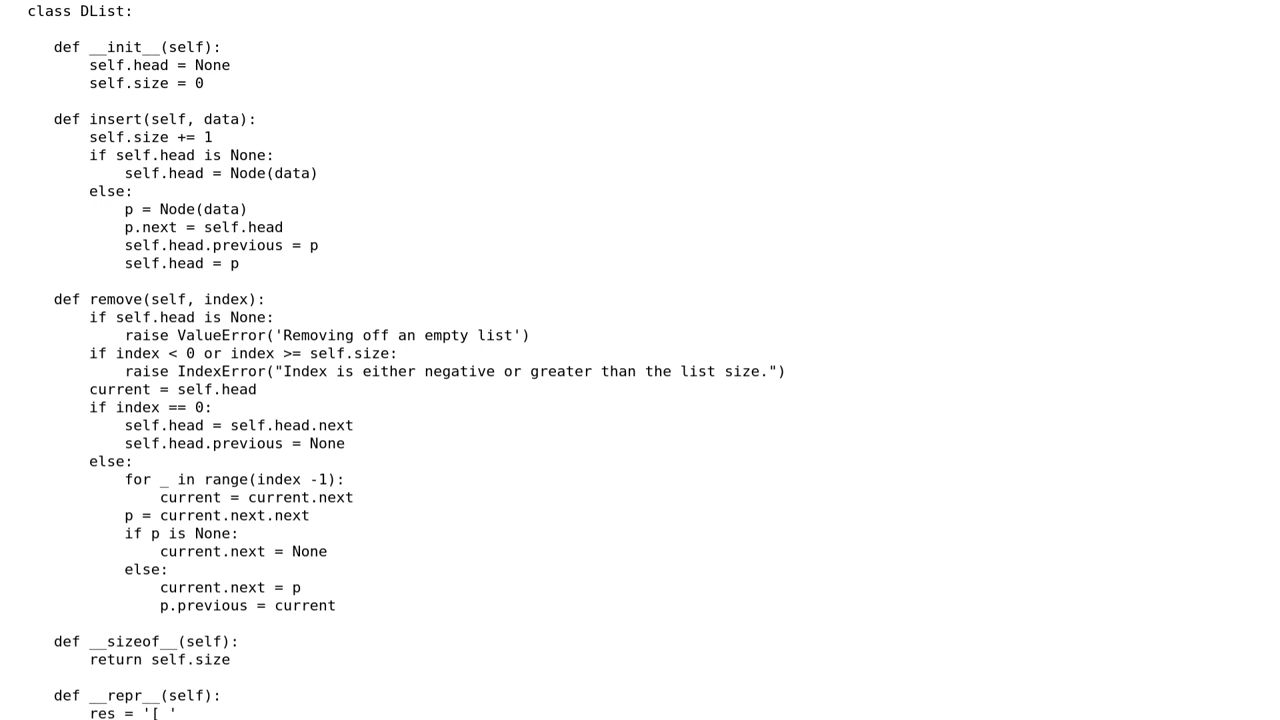 class DList:

   def __init__(self):
       self.head = None
       self.size = 0

   def insert(self, data):
       self.size += 1
       if self.head is None:
           self.head = Node(data)
       else:
           p = Node(data)
           p.next = self.head
           self.head.previous = p
           self.head = p

   def remove(self, index):
       if self.head is None:
           raise ValueError('Removing off an empty list')
       if index < 0 or index >= self.size:
           raise IndexError("Index is either negative or greater than the list size.")
       current = self.head
       if index == 0:
           self.head = self.head.next
           self.head.previous = None
       else:
           for _ in range(index -1):
               current = current.next
           p = current.next.next
           if p is None:
               current.next = None
           else:
               current.next = p
               p.previous = current

   def __sizeof__(self):
       return self.size

   def __repr__(self):
       res = '[ '